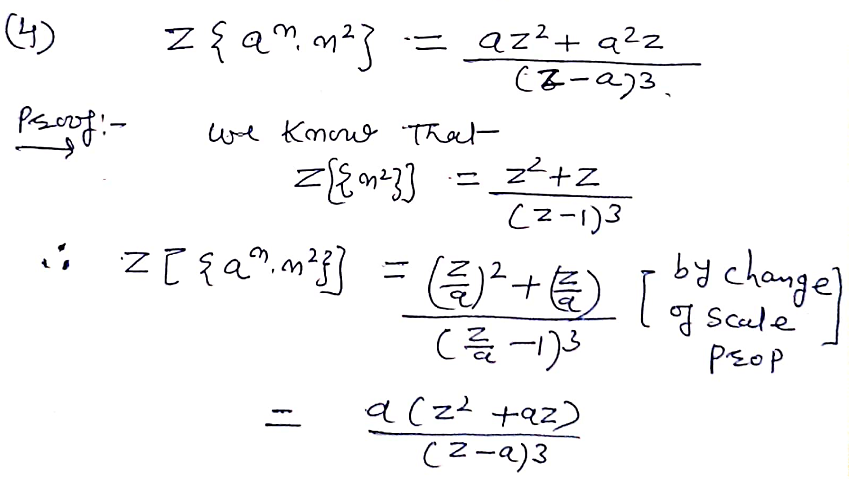 (4) Z { aⁿ. n² } = az² + a²z / (z-a)3.
Proof:- we know that
Z[{n²}] = z²+z / (z-1)3
∴ Z [ {aⁿ. n²}] = (z/a)² + (z/a) / (z/a -1)3 [ by change of scale prop ]
= a (z² + az) / (z-a)3